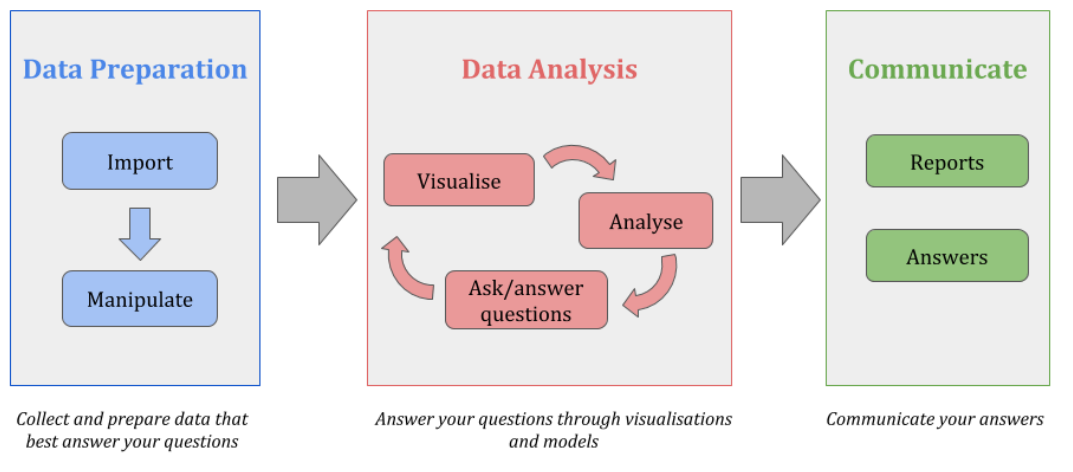 Data Preparation
Import
Manipulate
Collect and prepare data that
best answer your questions
Data Analysis
Visualise
Analyse
Ask/answer
questions
Answer your questions through visualisations
and models
Communicate
Reports
Answers
Communicate your answers